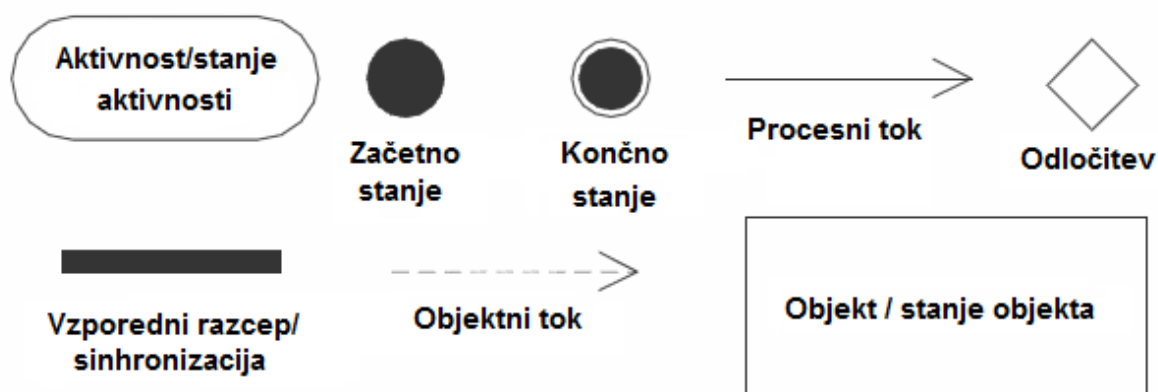 Aktivnost/stanje
aktivnosti
Začetno
stanje
Končno
stanje
Procesni tok
Odločitev
Vzporedni razcep/
sinhronizacija
Objektni tok
Objekt / stanje objekta